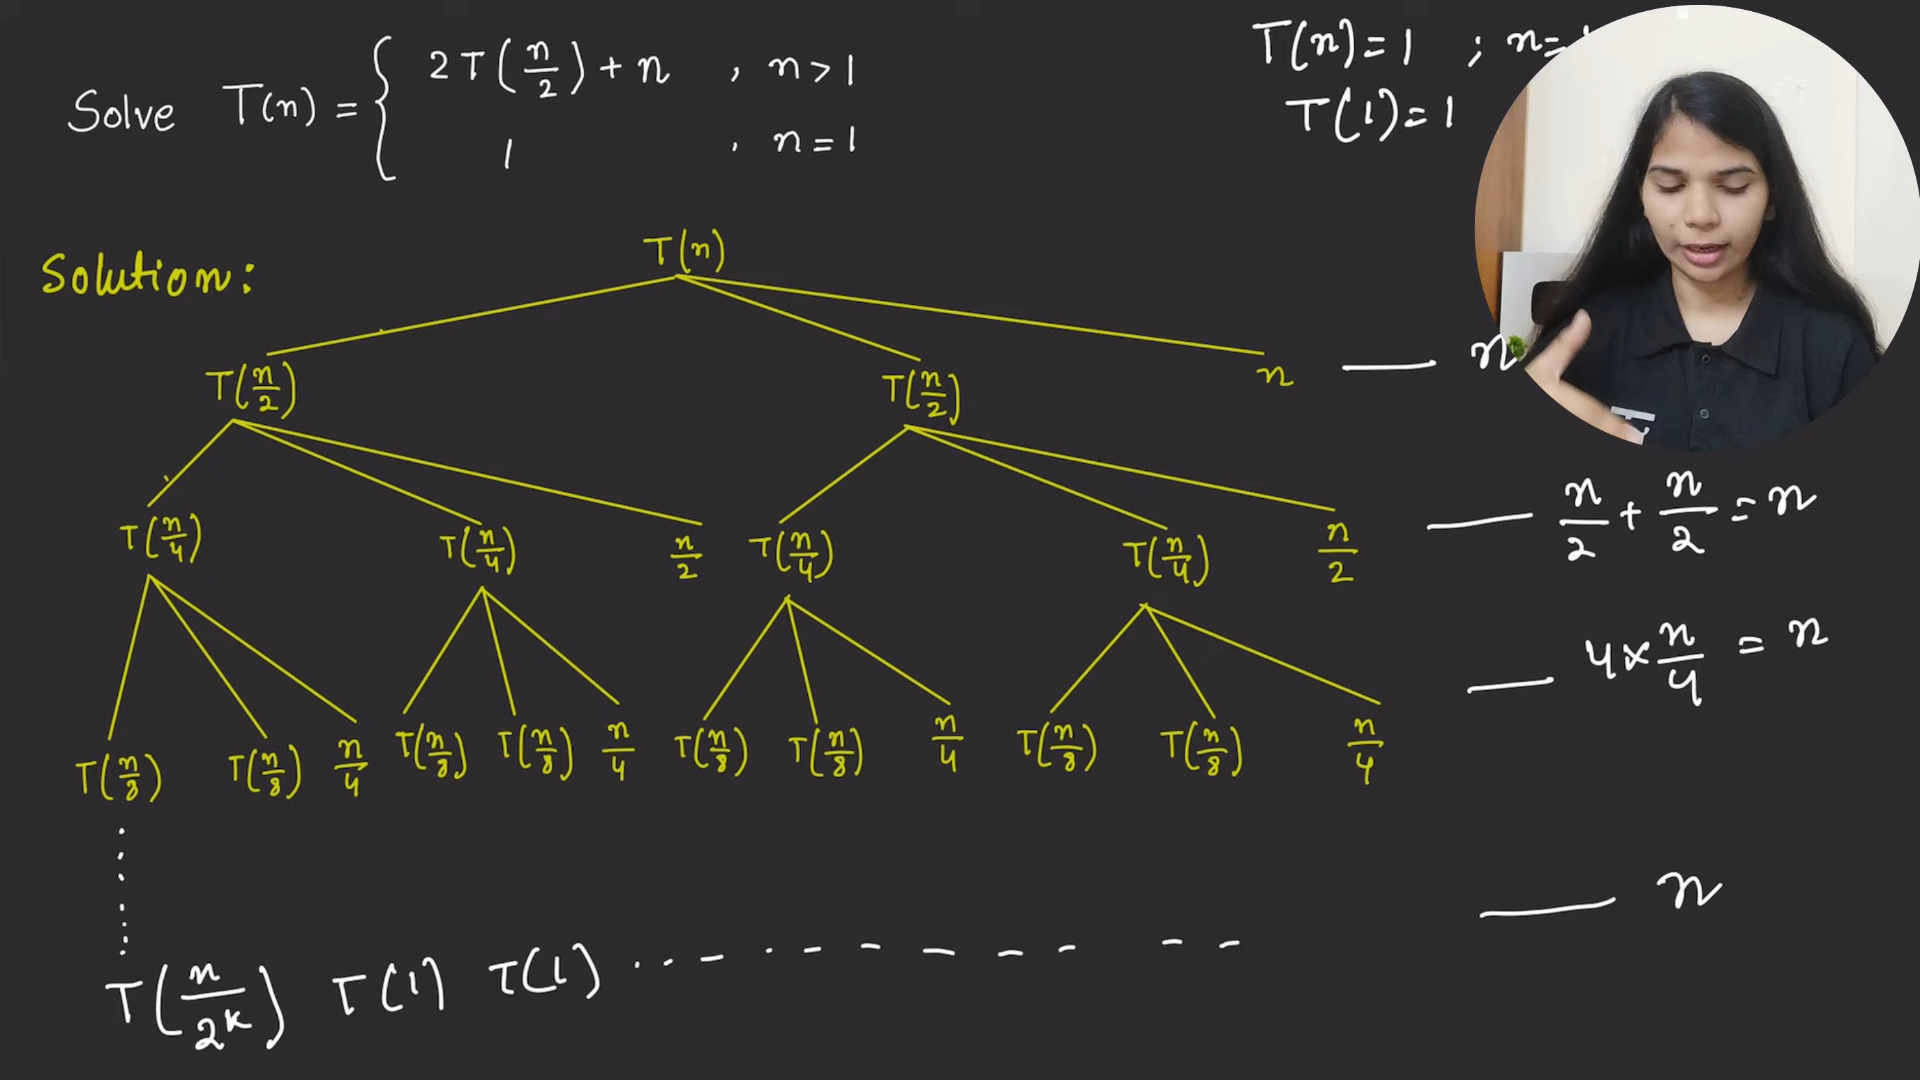 Solve T(n) = { 2T(n/2) + n , n > 1
1 , n = 1
T(n) = 1 ; n=
T(1) = 1
Solution:
T(n)
T(n/2) T(n/2) n — n
T(n/4) T(n/4) n/2 T(n/4) T(n/4) n/2 — n/2 + n/2 = n
T(n/8) T(n/8) n/4 T(n/8) T(n/8) n/4 T(n/8) T(n/8) n/4 T(n/8) T(n/8) n/4 — 4 × n/4 = n
— n
T(n/2^k) T(1) T(1) ..- .-- - - - - --